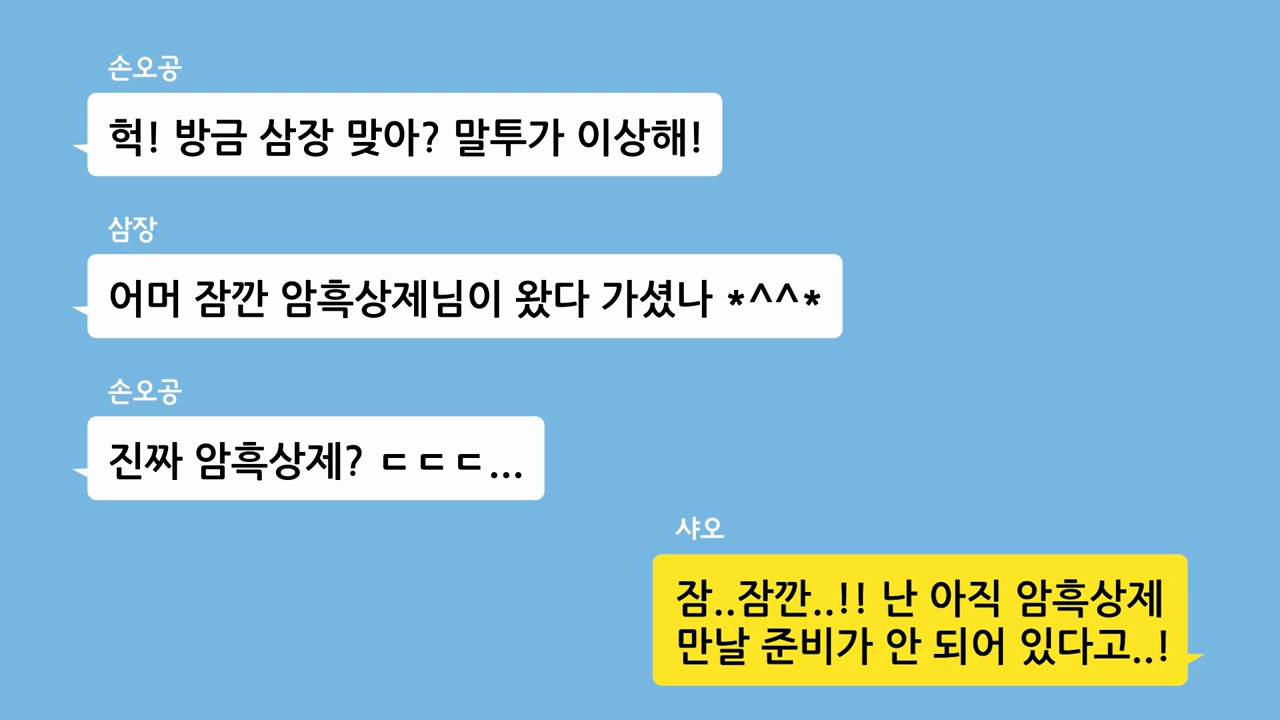 손오공
헉! 방금 삼장 맞아? 말투가 이상해!
삼장
어머 잠깐 암흑상제님이 왔다 가셨나 *^^*
손오공
진짜 암흑상제? ㄷㄷㄷ...
샤오
잠..잠깐..!! 난 아직 암흑상제
만날 준비가 안 되어 있다고..!